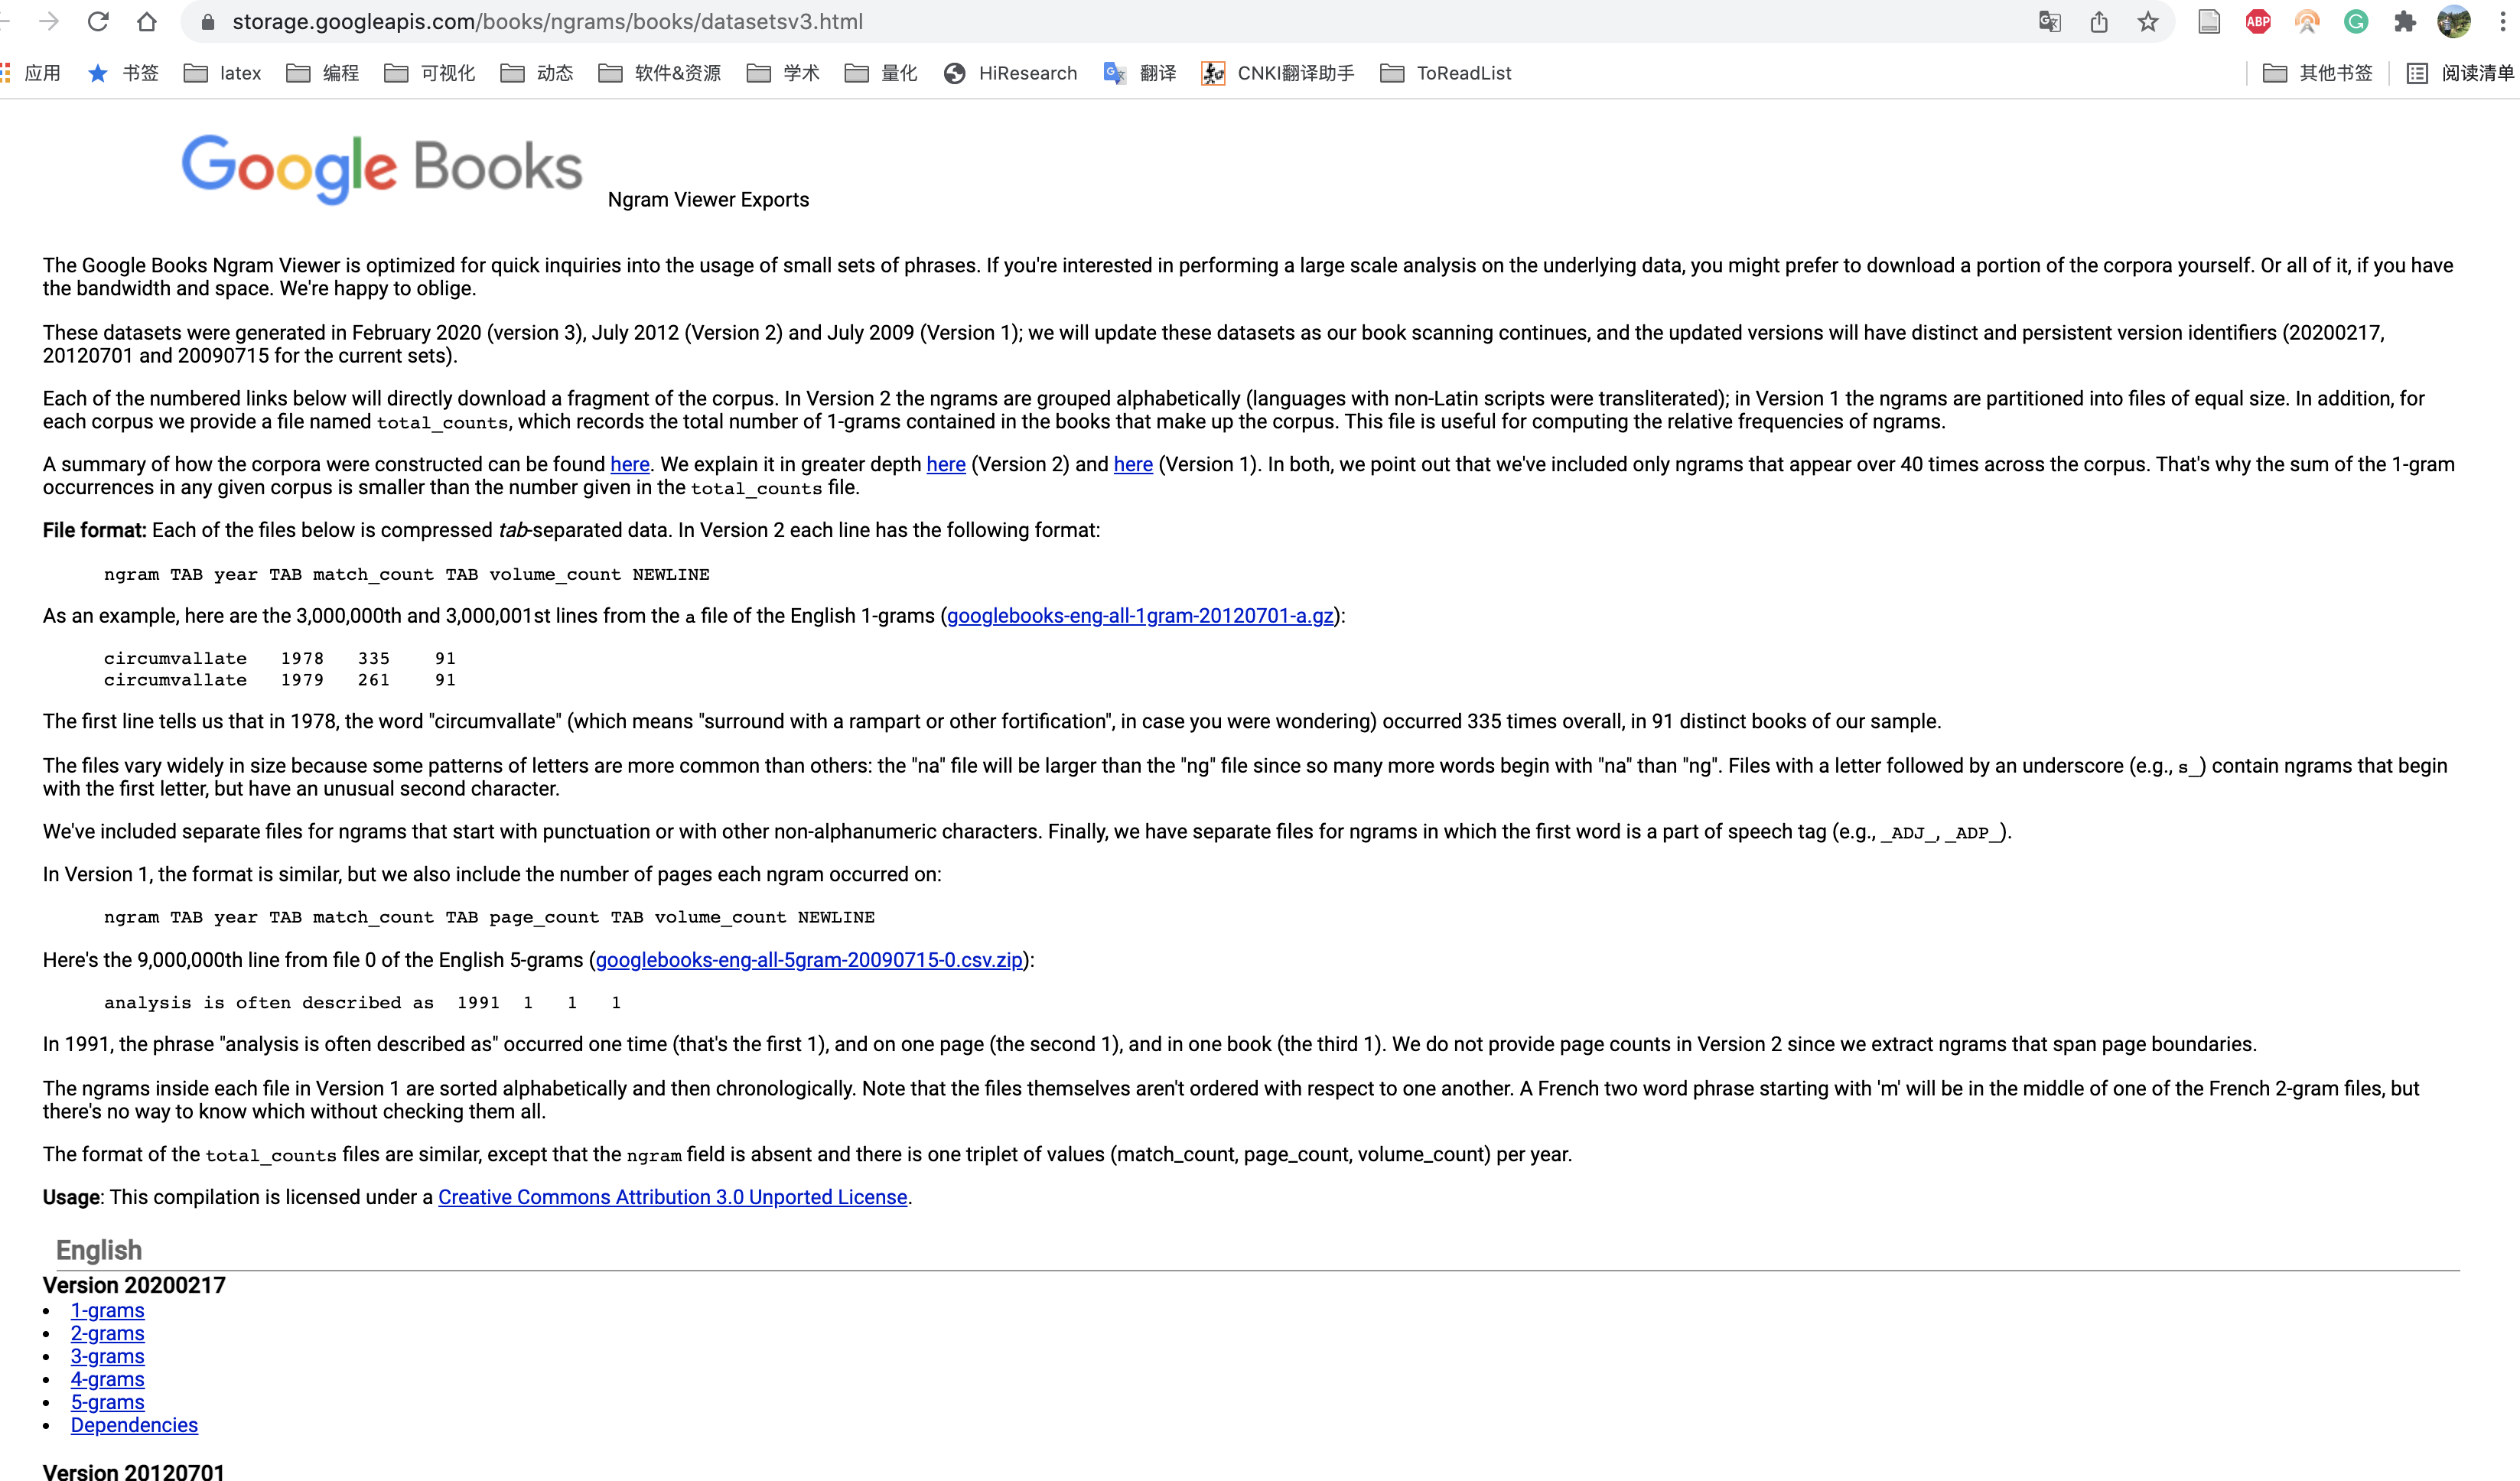 storage.googleapis.com/books/ngrams/books/datasetsv3.html
ABP
应用 书签 latex 编程 可视化 动态 软件&资源 学术 量化 HiResearch 翻译 CNKI翻译助手 ToReadList 其他书签 阅读清单
Google Books Ngram Viewer Exports
The Google Books Ngram Viewer is optimized for quick inquiries into the usage of small sets of phrases. If you're interested in performing a large scale analysis on the underlying data, you might prefer to download a portion of the corpora yourself. Or all of it, if you have
the bandwidth and space. We're happy to oblige.
These datasets were generated in February 2020 (version 3), July 2012 (Version 2) and July 2009 (Version 1); we will update these datasets as our book scanning continues, and the updated versions will have distinct and persistent version identifiers (20200217,
20120701 and 20090715 for the current sets).
Each of the numbered links below will directly download a fragment of the corpus. In Version 2 the ngrams are grouped alphabetically (languages with non-Latin scripts were transliterated); in Version 1 the ngrams are partitioned into files of equal size. In addition, for
each corpus we provide a file named total_counts, which records the total number of 1-grams contained in the books that make up the corpus. This file is useful for computing the relative frequencies of ngrams.
A summary of how the corpora were constructed can be found here. We explain it in greater depth here (Version 2) and here (Version 1). In both, we point out that we've included only ngrams that appear over 40 times across the corpus. That's why the sum of the 1-gram
occurrences in any given corpus is smaller than the number given in the total_counts file.
File format: Each of the files below is compressed tab-separated data. In Version 2 each line has the following format:
ngram TAB year TAB match_count TAB volume_count NEWLINE
As an example, here are the 3,000,000th and 3,000,001st lines from the a file of the English 1-grams (googlebooks-eng-all-1gram-20120701-a.gz):
circumvallate 1978 335 91
circumvallate 1979 261 91
The first line tells us that in 1978, the word "circumvallate" (which means "surround with a rampart or other fortification", in case you were wondering) occurred 335 times overall, in 91 distinct books of our sample.
The files vary widely in size because some patterns of letters are more common than others: the "na" file will be larger than the "ng" file since so many more words begin with "na" than "ng". Files with a letter followed by an underscore (e.g., s_) contain ngrams that begin
with the first letter, but have an unusual second character.
We've included separate files for ngrams that start with punctuation or with other non-alphanumeric characters. Finally, we have separate files for ngrams in which the first word is a part of speech tag (e.g., _ADJ_, _ADP_).
In Version 1, the format is similar, but we also include the number of pages each ngram occurred on:
ngram TAB year TAB match_count TAB page_count TAB volume_count NEWLINE
Here's the 9,000,000th line from file 0 of the English 5-grams (googlebooks-eng-all-5gram-20090715-0.csv.zip):
analysis is often described as 1991 1 1 1
In 1991, the phrase "analysis is often described as" occurred one time (that's the first 1), and on one page (the second 1), and in one book (the third 1). We do not provide page counts in Version 2 since we extract ngrams that span page boundaries.
The ngrams inside each file in Version 1 are sorted alphabetically and then chronologically. Note that the files themselves aren't ordered with respect to one another. A French two word phrase starting with 'm' will be in the middle of one of the French 2-gram files, but
there's no way to know which without checking them all.
The format of the total_counts files are similar, except that the ngram field is absent and there is one triplet of values (match_count, page_count, volume_count) per year.
Usage: This compilation is licensed under a Creative Commons Attribution 3.0 Unported License.
English
Version 20200217
• 1-grams
• 2-grams
• 3-grams
• 4-grams
• 5-grams
• Dependencies
Version 20120701